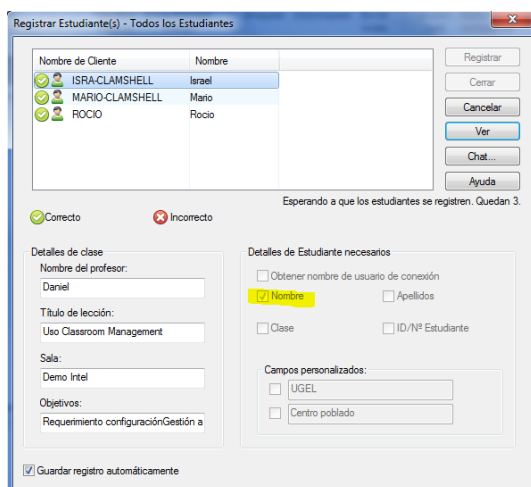 Registrar Estudiante(s) - Todos los Estudiantes
Nombre de Cliente Nombre
ISRA-CLAMSHELL Israel
MARIO-CLAMSHELL Mario
ROCIO Rocio
Registrar
Cerrar
Cancelar
Ver
Chat...
Ayuda
Esperando a que los estudiantes se registren. Quedan 3.
Correcto Incorrecto
Detalles de clase
Nombre del profesor:
Daniel
Título de lección:
Uso Classroom Management
Sala:
Demo Intel
Objetivos:
Requerimiento configuraciónGestión a
Detalles de Estudiante necesarios
Obtener nombre de usuario de conexión
Nombre Apellidos
Clase ID/Nº Estudiante
Campos personalizados:
UGEL
Centro poblado
Guardar registro automáticamente